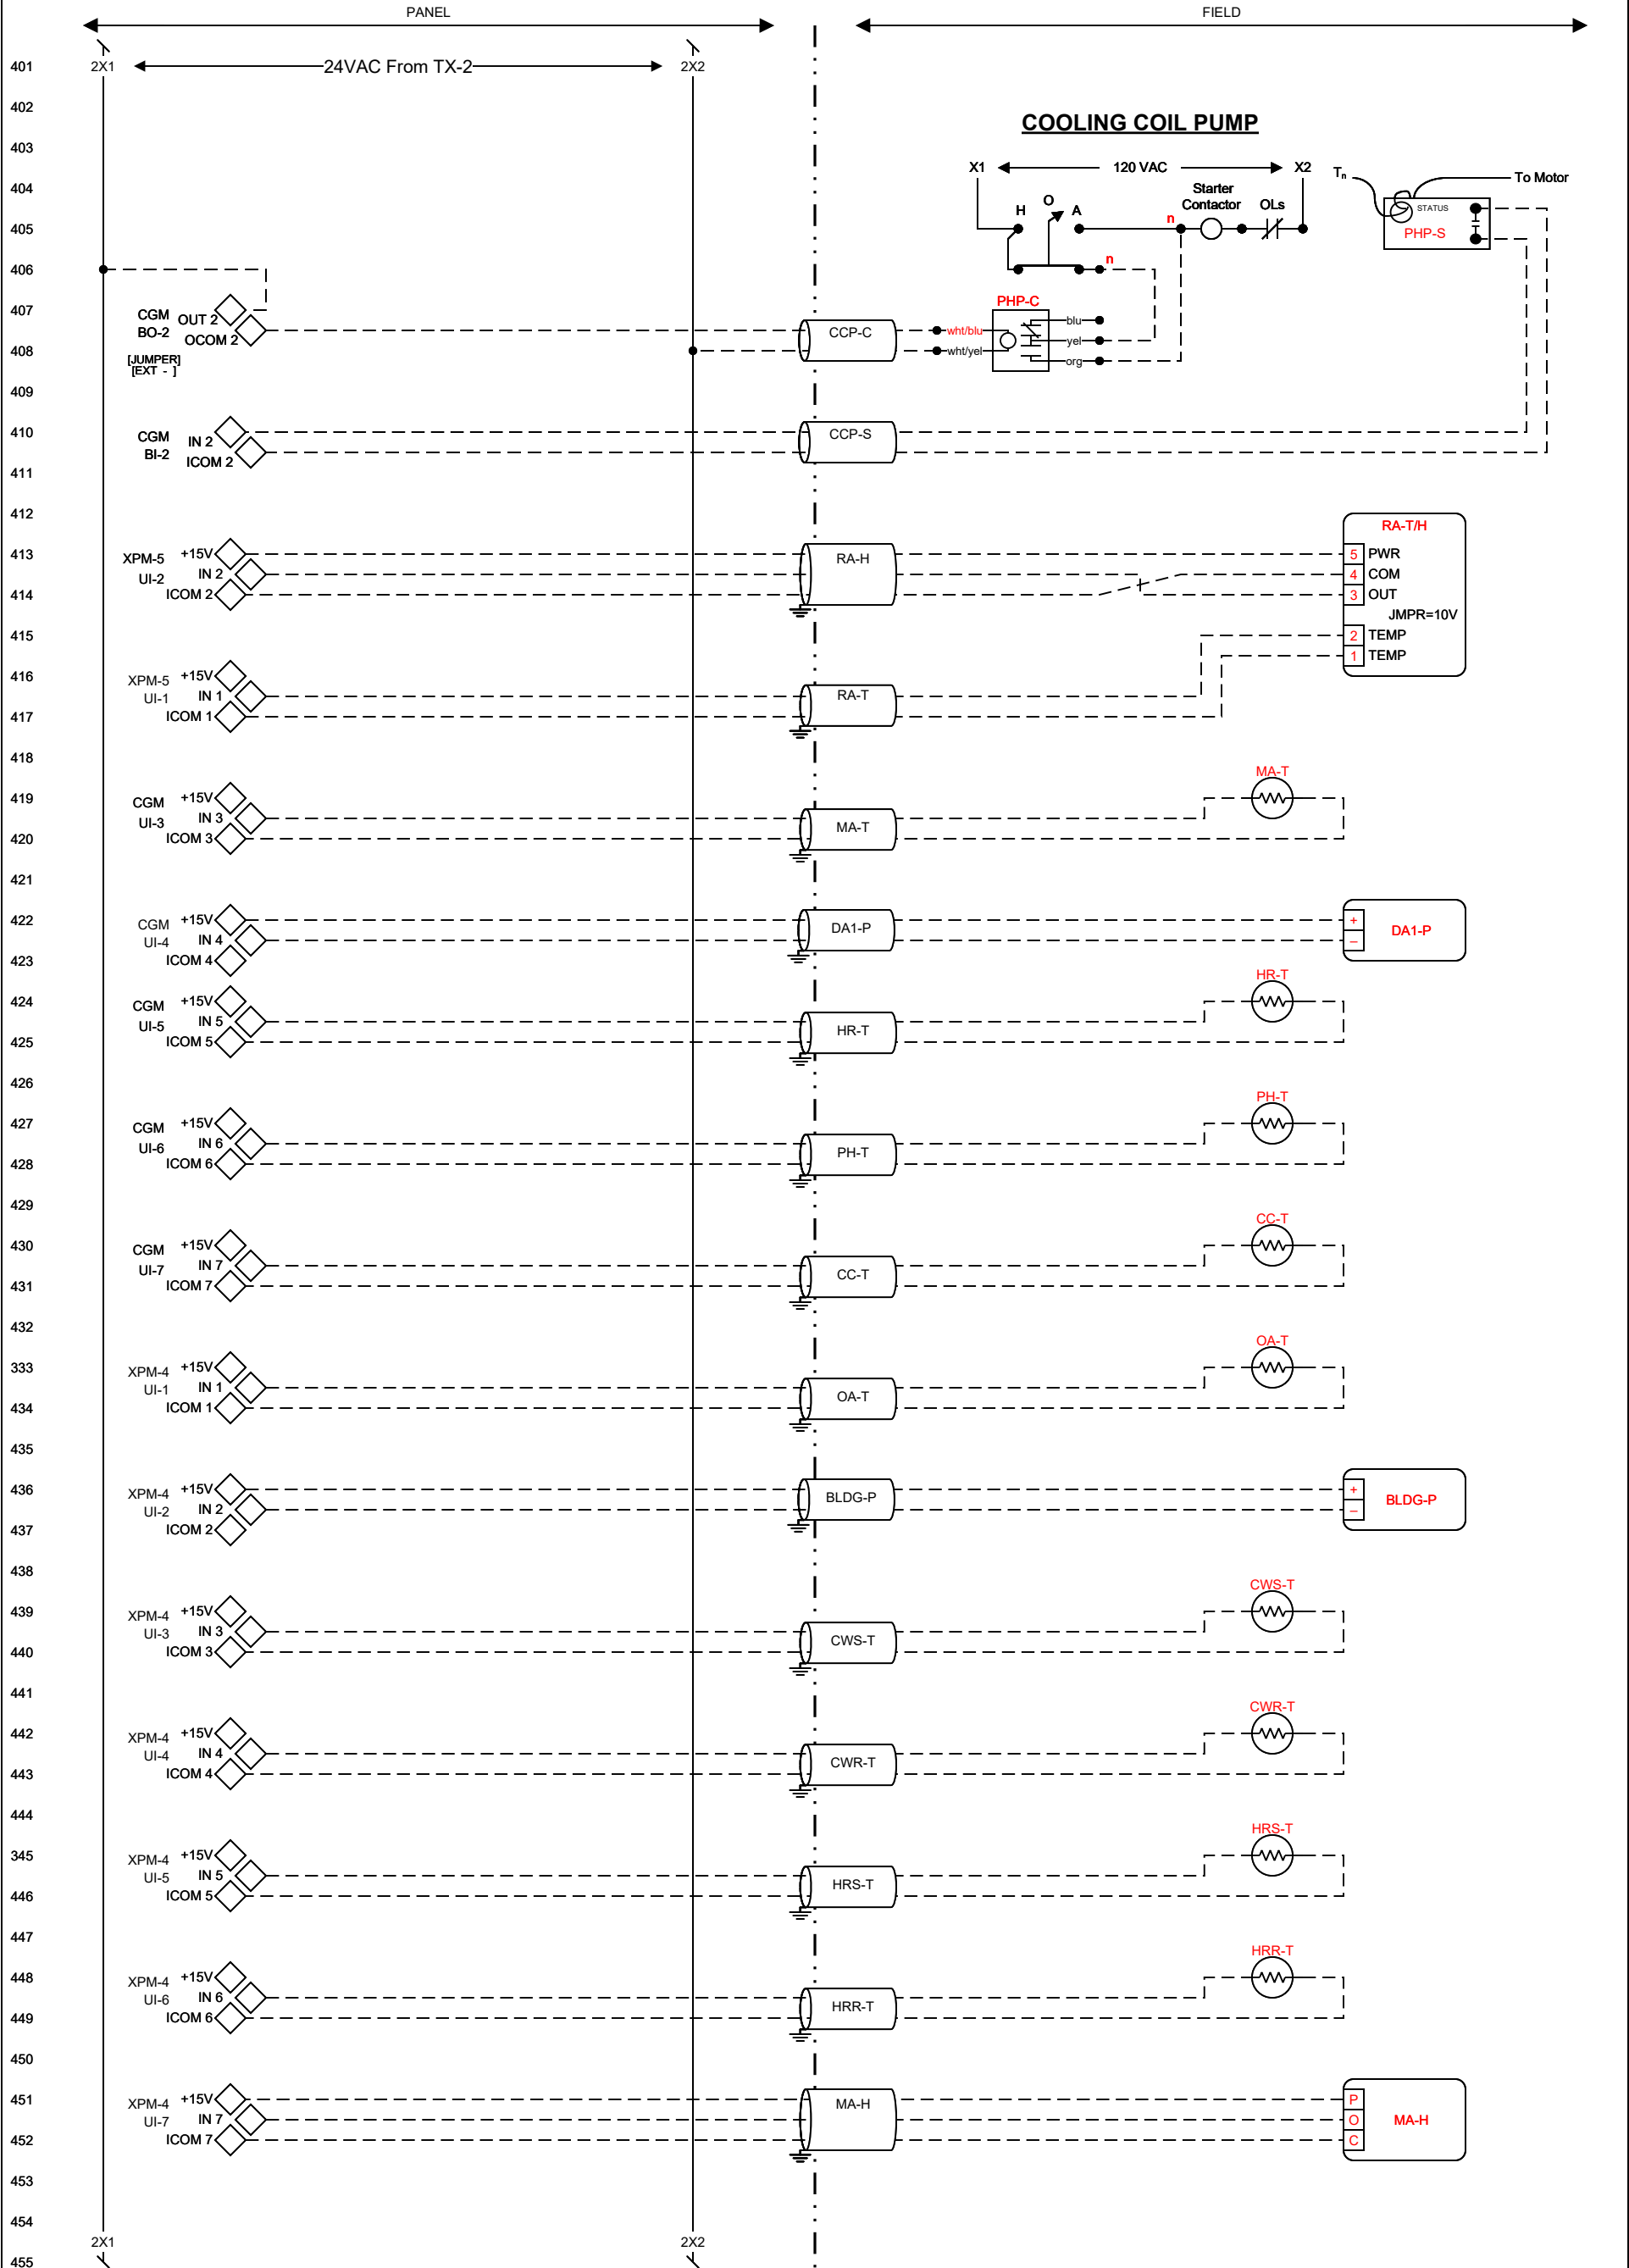 PANEL
FIELD
401
2X1
24VAC From TX-2
2X2
402
COOLING COIL PUMP
403
X1
120 VAC
X2
Tn
To Motor
404
Starter
Contactor
OLs
STATUS
PHP-S
H
O
A
n
405
406
n
407
CGM
BO-2
OUT 2
OCOM 2
PHP-C
CCP-C
wht/blu
wht/yel
blu
yel
org
408
[JUMPER]
[EXT - ]
409
410
CGM
BI-2
IN 2
ICOM 2
CCP-S
411
412
RA-T/H
413
XPM-5
UI-2
+15V
IN 2
ICOM 2
RA-H
5 PWR
4 COM
3 OUT
414
JMPR=10V
415
2 TEMP
1 TEMP
416
XPM-5
UI-1
+15V
IN 1
ICOM 1
RA-T
417
418
MA-T
419
CGM
UI-3
+15V
IN 3
ICOM 3
MA-T
420
421
422
CGM
UI-4
+15V
IN 4
ICOM 4
DA1-P
+
–
DA1-P
423
HR-T
424
CGM
UI-5
+15V
IN 5
ICOM 5
HR-T
425
426
PH-T
427
CGM
UI-6
+15V
IN 6
ICOM 6
PH-T
428
429
CC-T
430
CGM
UI-7
+15V
IN 7
ICOM 7
CC-T
431
432
OA-T
333
XPM-4
UI-1
+15V
IN 1
ICOM 1
OA-T
434
435
436
XPM-4
UI-2
+15V
IN 2
ICOM 2
BLDG-P
+
–
BLDG-P
437
438
CWS-T
439
XPM-4
UI-3
+15V
IN 3
ICOM 3
CWS-T
440
441
CWR-T
442
XPM-4
UI-4
+15V
IN 4
ICOM 4
CWR-T
443
444
HRS-T
345
XPM-4
UI-5
+15V
IN 5
ICOM 5
HRS-T
446
447
HRR-T
448
XPM-4
UI-6
+15V
IN 6
ICOM 6
HRR-T
449
450
451
XPM-4
UI-7
+15V
IN 7
ICOM 7
MA-H
P
O
C
MA-H
452
453
454
2X1
2X2
455